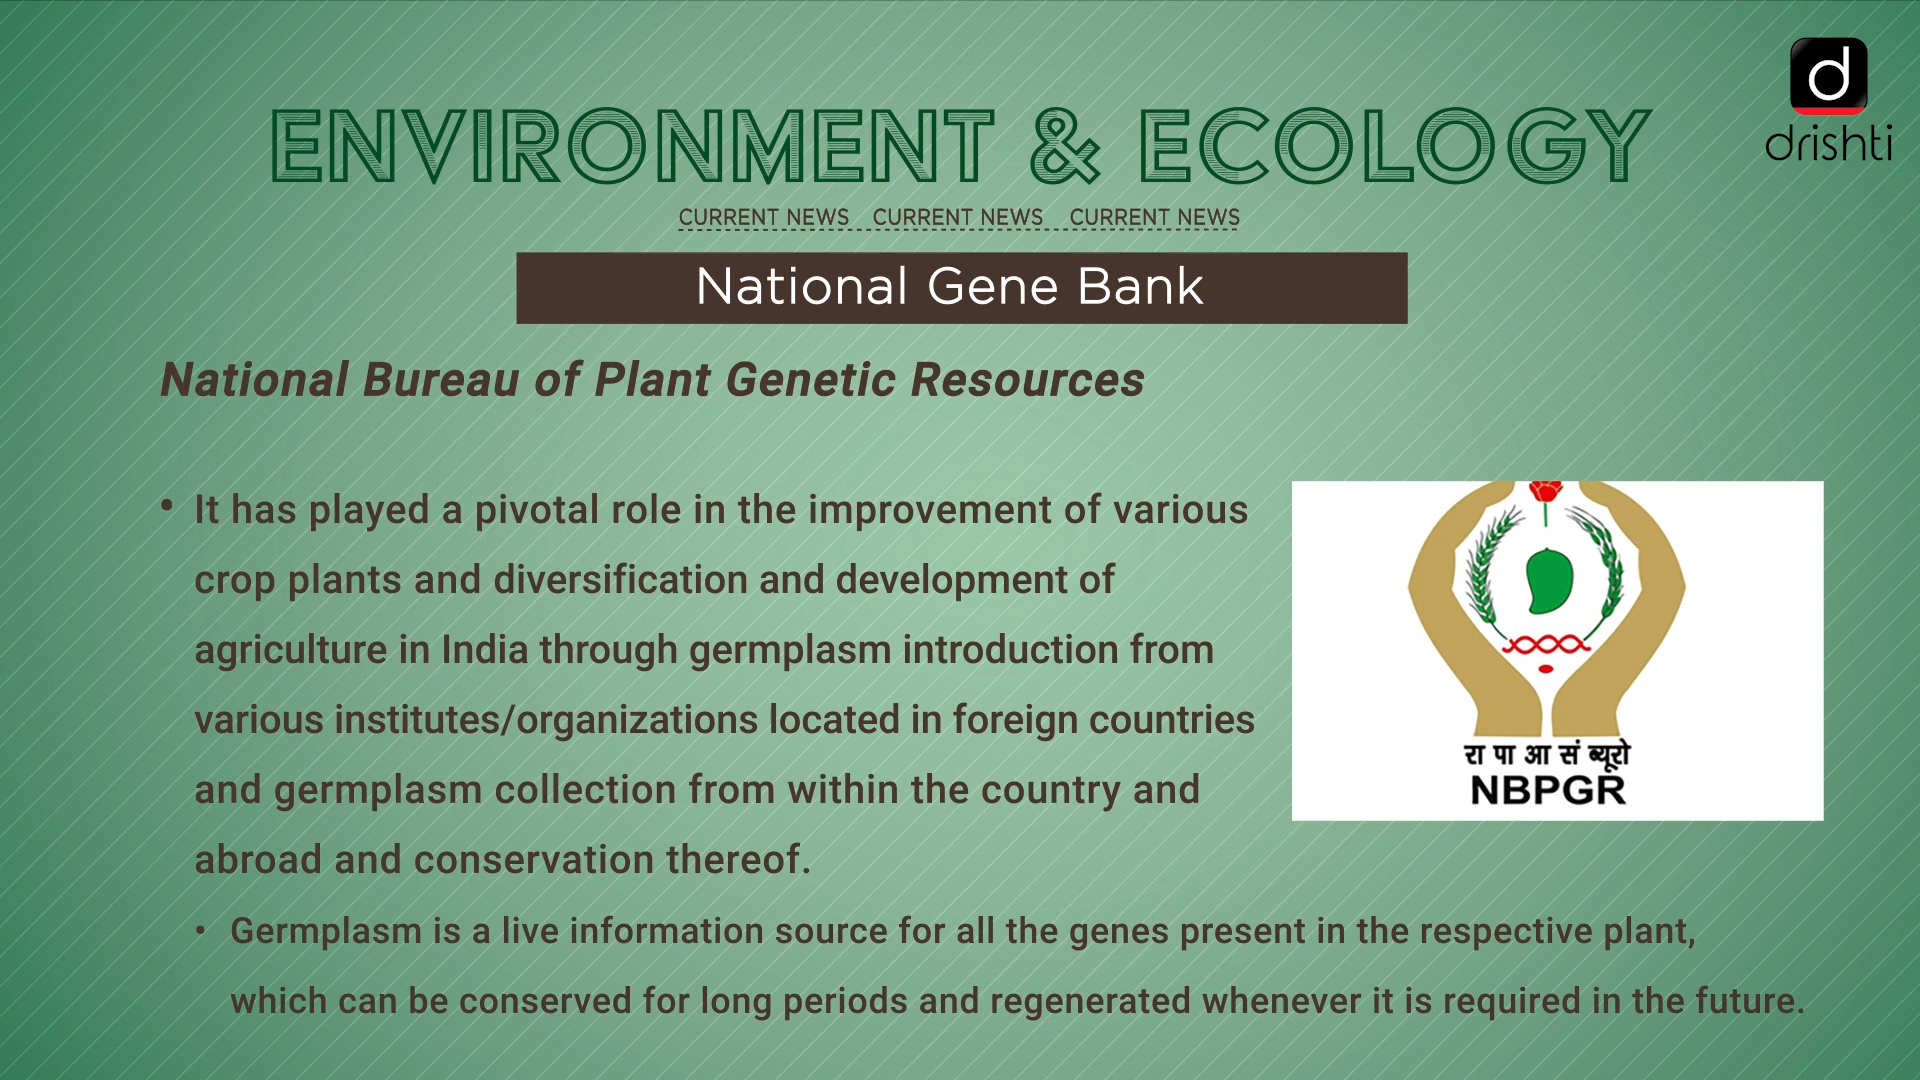 d
drishti
ENVIRONMENT & ECOLOGY
CURRENT NEWS CURRENT NEWS CURRENT NEWS
National Gene Bank
National Bureau of Plant Genetic Resources
• It has played a pivotal role in the improvement of various
crop plants and diversification and development of
agriculture in India through germplasm introduction from
various institutes/organizations located in foreign countries
and germplasm collection from within the country and
abroad and conservation thereof.
रा पा आ सं ब्यूरो
NBPGR
• Germplasm is a live information source for all the genes present in the respective plant,
which can be conserved for long periods and regenerated whenever it is required in the future.